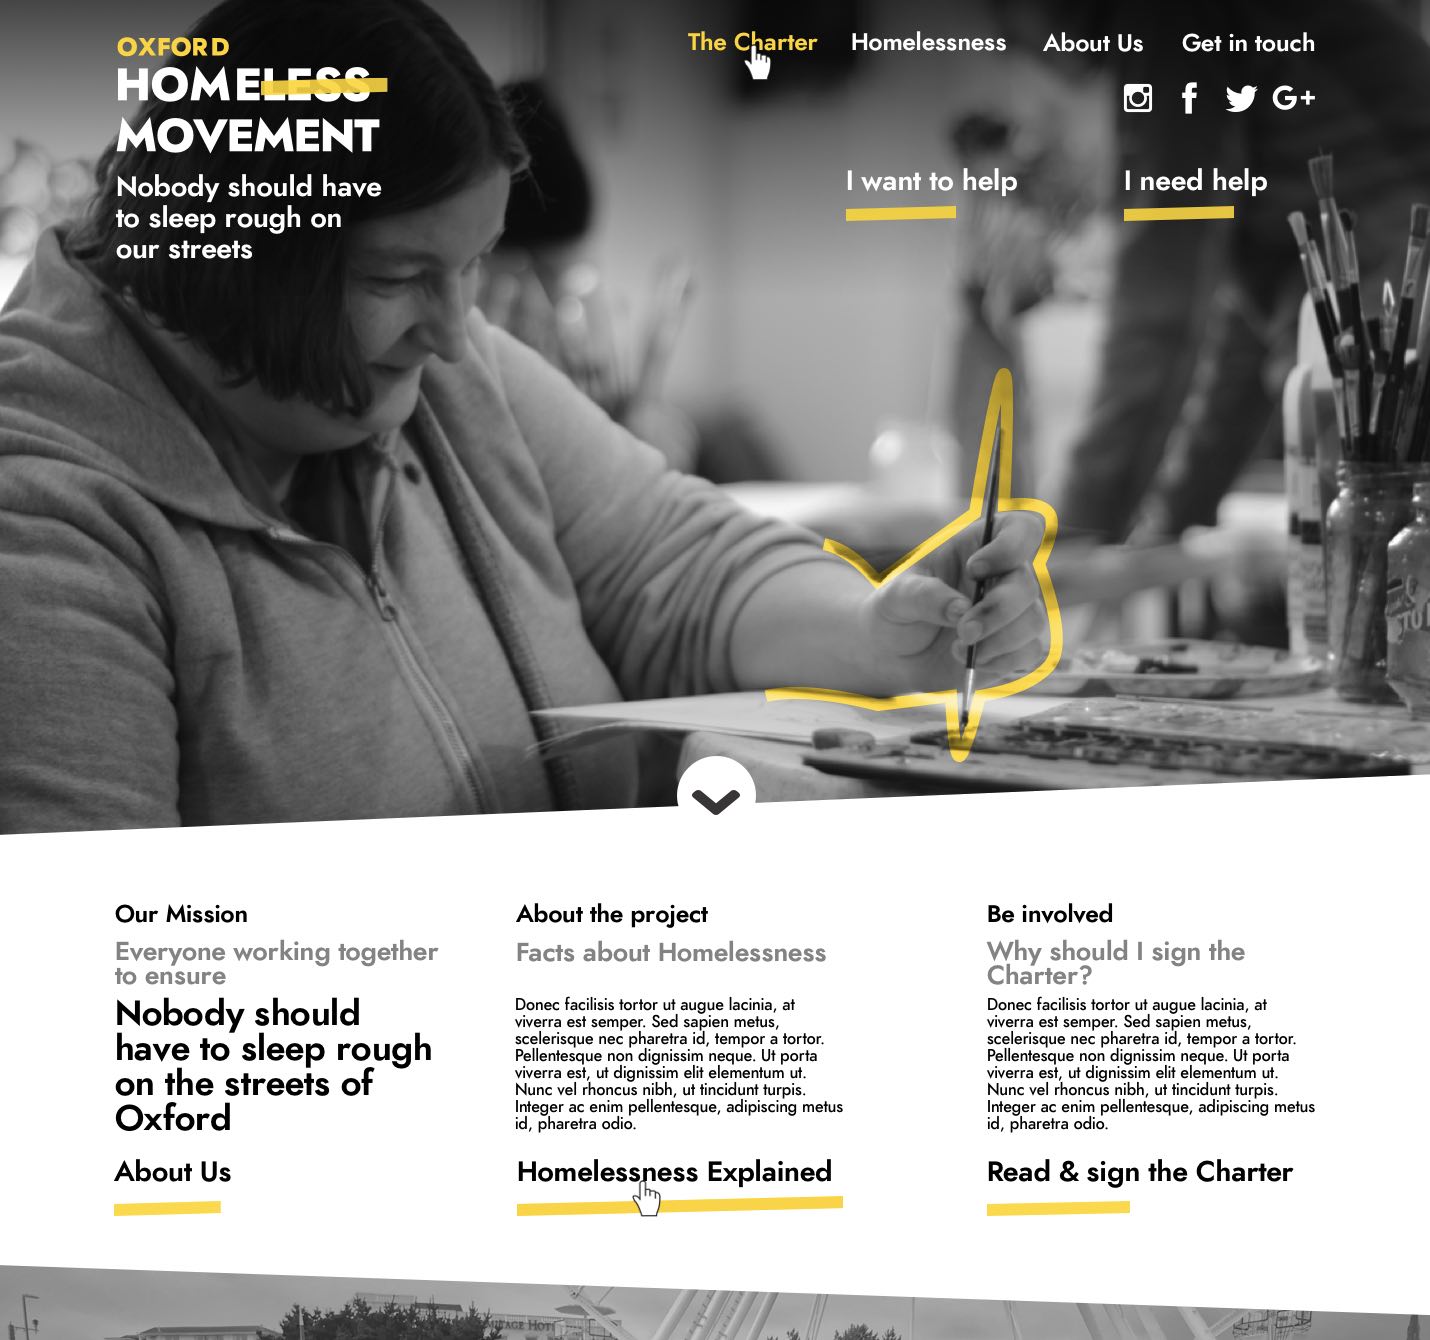 OXFORD
HOMELESS
MOVEMENT
Nobody should have
to sleep rough on
our streets
The Charter Homelessness About Us Get in touch
G+
I want to help I need help
Our Mission
Everyone working together
to ensure
Nobody should
have to sleep rough
on the streets of
Oxford
About Us
About the project
Facts about Homelessness
Donec facilisis tortor ut augue lacinia, at
viverra est semper. Sed sapien metus,
scelerisque nec pharetra id, tempor a tortor.
Pellentesque non dignissim neque. Ut porta
viverra est, ut dignissim elit elementum ut.
Nunc vel rhoncus nibh, ut tincidunt turpis.
Integer ac enim pellentesque, adipiscing metus
id, pharetra odio.
Homelessness Explained
Be involved
Why should I sign the
Charter?
Donec facilisis tortor ut augue lacinia, at
viverra est semper. Sed sapien metus,
scelerisque nec pharetra id, tempor a tortor.
Pellentesque non dignissim neque. Ut porta
viverra est, ut dignissim elit elementum ut.
Nunc vel rhoncus nibh, ut tincidunt turpis.
Integer ac enim pellentesque, adipiscing metus
id, pharetra odio.
Read & sign the Charter